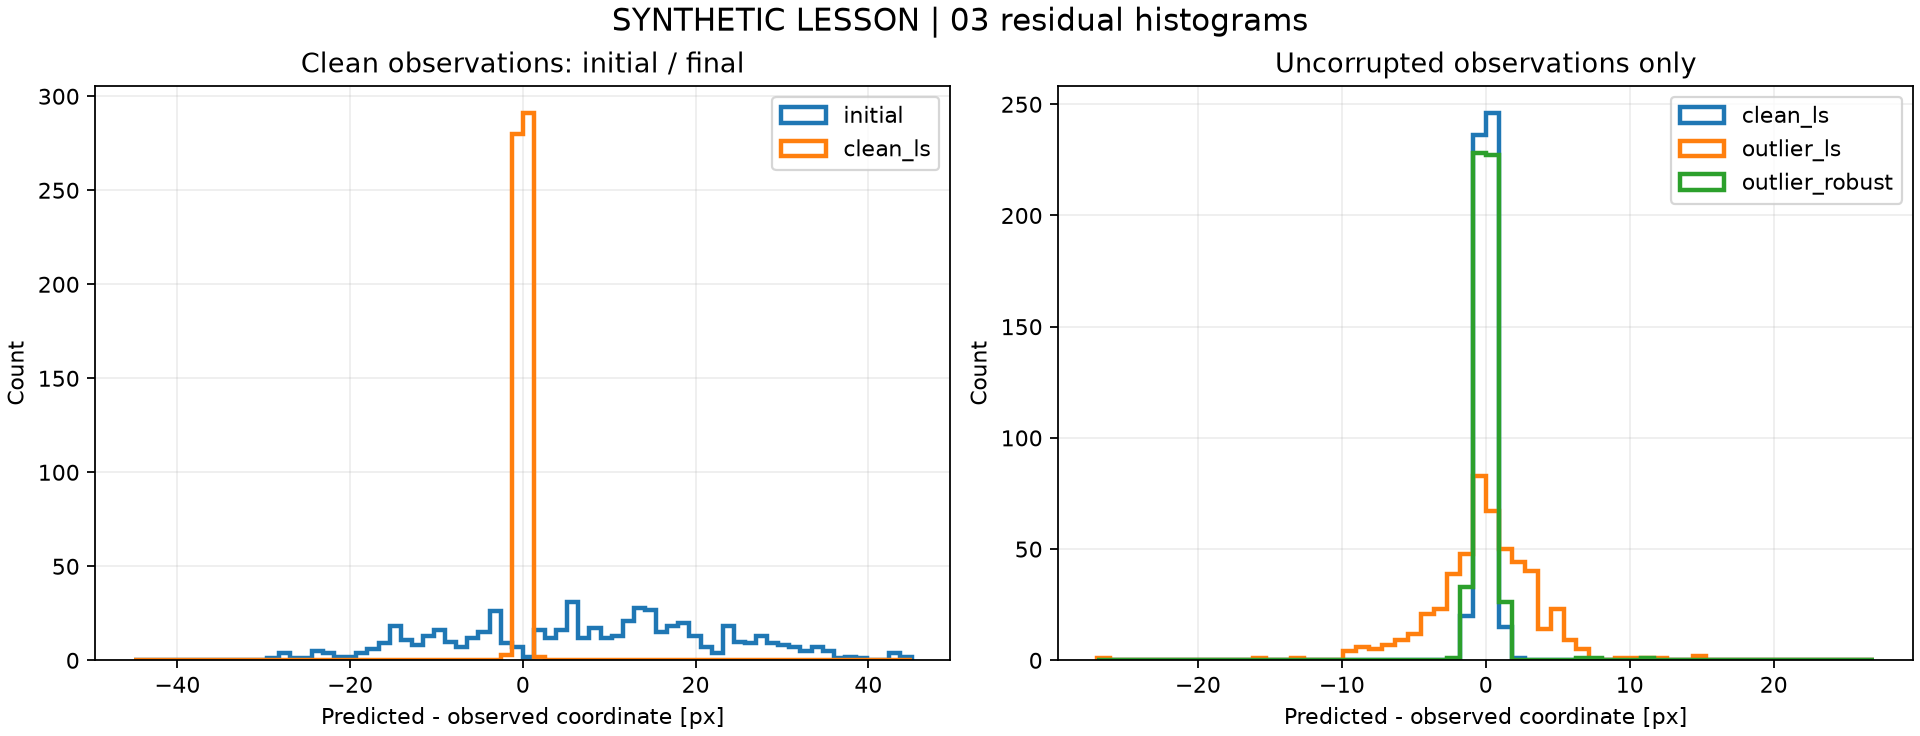 SYNTHETIC LESSON | 03 residual histograms
Clean observations: initial / final
300
250
200
150
100
50
0
Count
−40
−20
0
20
40
Predicted - observed coordinate [px]
initial
clean_ls
Uncorrupted observations only
250
200
150
100
50
0
Count
−20
−10
0
10
20
Predicted - observed coordinate [px]
clean_ls
outlier_ls
outlier_robust